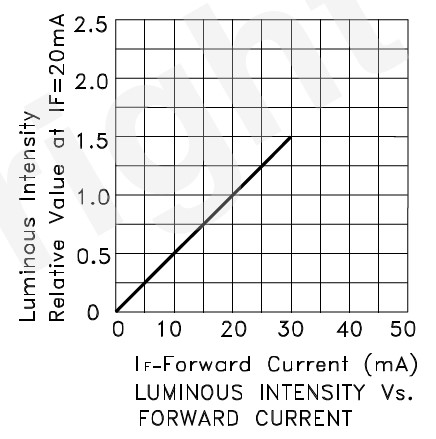 Luminous Intensity
Relative Value at IF=20mA
2.5
2.0
1.5
1.0
0.5
0
0 10 20 30 40 50
IF-Forward Current (mA)
LUMINOUS INTENSITY Vs.
FORWARD CURRENT